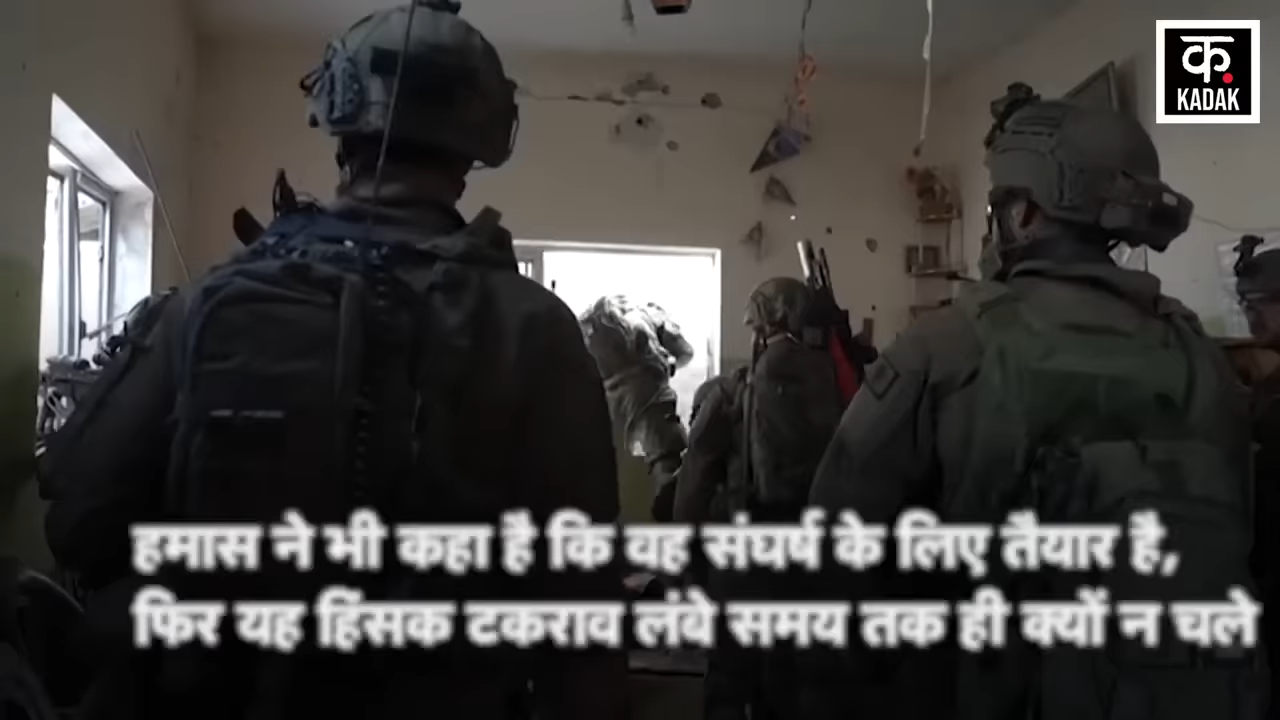 क.
KADAK
हमास ने भी कहा है कि वह संघर्ष के लिए तैयार है,
फिर यह हिंसक टकराव लंबे समय तक ही क्यों न चले